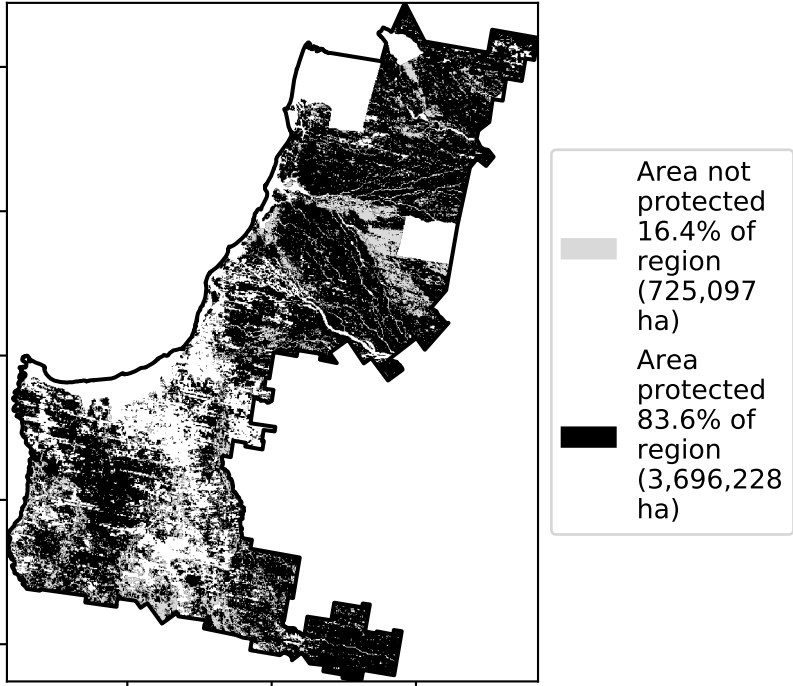 Area not
protected
16.4% of
region
(725,097
ha)
Area
protected
83.6% of
region
(3,696,228
ha)